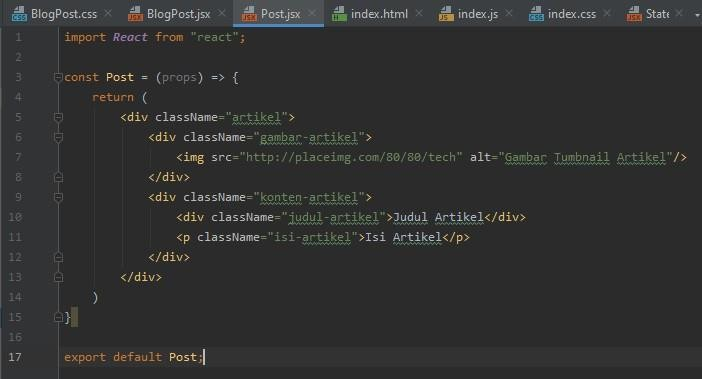 BlogPost.css BlogPost.jsx Post.jsx index.html index.js index.css State
1 import React from "react";
2
3 const Post = (props) => {
4 return (
5 <div className="artikel">
6 <div className="gambar-artikel">
7 <img src="http://placeimg.com/80/80/tech" alt="Gambar Tumbnail Artikel"/>
8 </div>
9 <div className="konten-artikel">
10 <div className="judul-artikel">Judul Artikel</div>
11 <p className="isi-artikel">Isi Artikel</p>
12 </div>
13 </div>
14 )
15 }
16
17 export default Post;